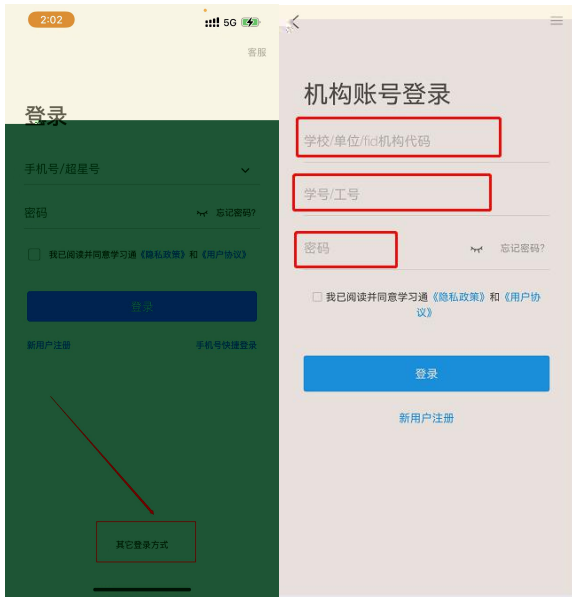 2:02
5G
客服
登录
手机号/超星号
密码
忘记密码?
我已阅读并同意学习通《隐私政策》和《用户协议》
登录
新用户注册
手机号快捷登录
其它登录方式
机构账号登录
学校/单位/fid机构代码
学号/工号
密码
忘记密码?
我已阅读并同意学习通《隐私政策》和《用户协
议》
登录
新用户注册